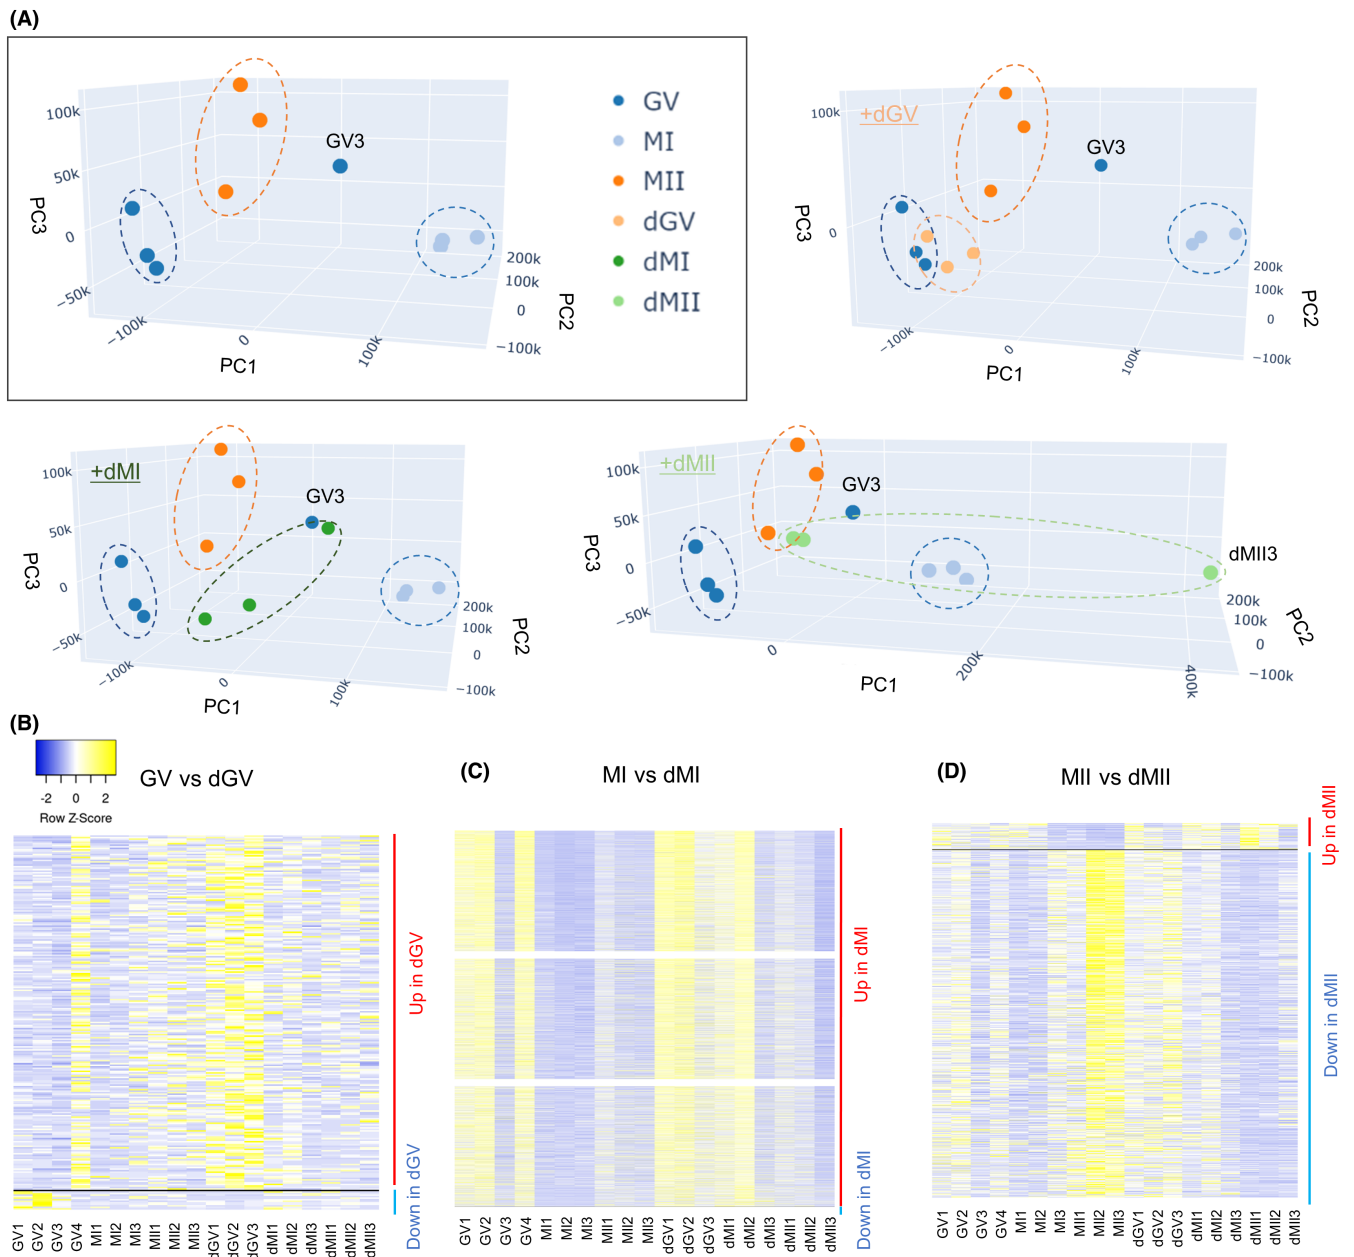 (A)
100k
50k
0
−50k
PC3
−100k
0
100k
PC1
200k
100k
0
−100k
PC2
GV3
GV
MI
MII
dGV
dMI
dMII
+dGV
100k
0
PC3
−100k
0
100k
PC1
200k
100k
0
−100k
PC2
GV3
+dMI
100k
50k
0
−50k
PC3
−100k
0
100k
PC1
200k
100k
0
−100k
PC2
GV3
+dMII
100k
50k
0
−50k
PC3
0
200k
400k
PC1
200k
100k
0
−100k
PC2
GV3
dMII3
(B)
-2 0 2
Row Z-Score
GV vs dGV
Up in dGV
Down in dGV
GV1 GV2 GV3 GV4 MI1 MI2 MI3 MII1 MII2 MII3 dGV1 dGV2 dGV3 dMI1 dMI2 dMI3 dMII1 dMII2 dMII3
(C)
MI vs dMI
Up in dMI
Down in dMI
GV1 GV2 GV3 GV4 MI1 MI2 MI3 MII1 MII2 MII3 dGV1 dGV2 dGV3 dMI1 dMI2 dMI3 dMII1 dMII2 dMII3
(D)
MII vs dMII
Up in dMII
Down in dMII
GV1 GV2 GV3 GV4 MI1 MI2 MI3 MII1 MII2 MII3 dGV1 dGV2 dGV3 dMI1 dMI2 dMI3 dMII1 dMII2 dMII3